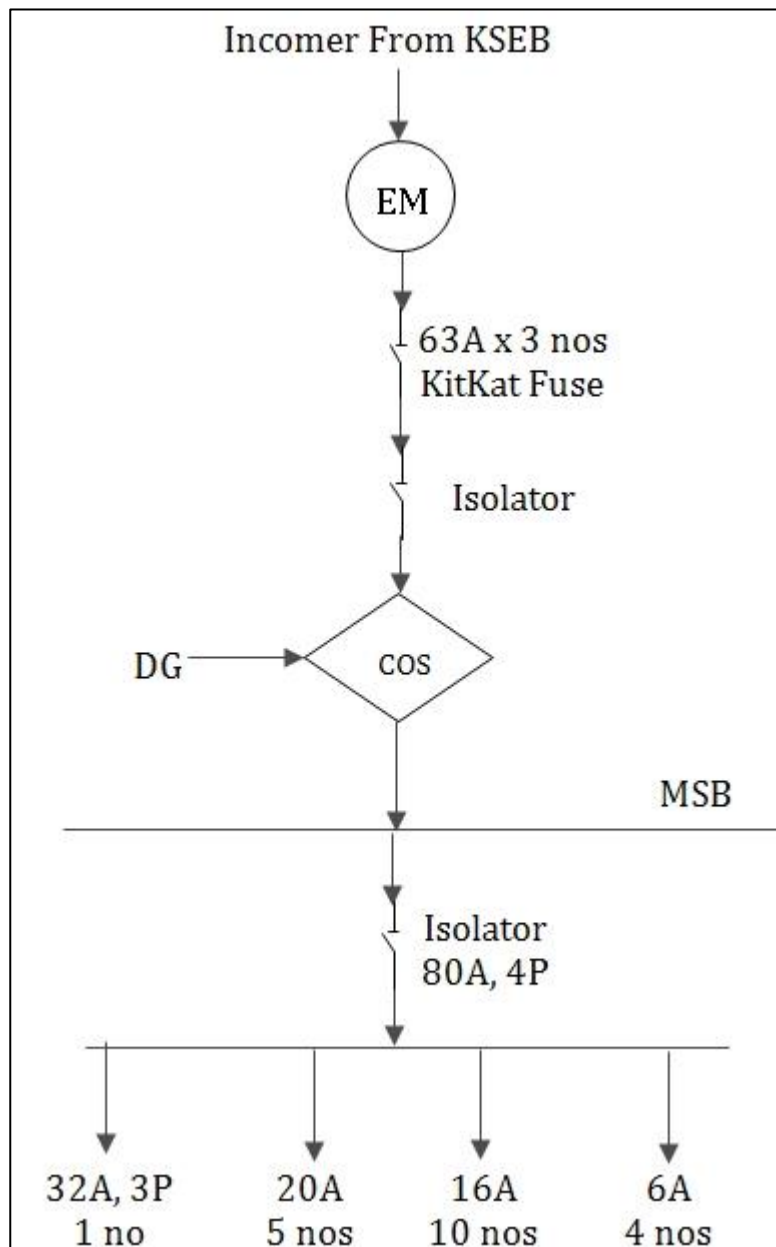 Incomer From KSEB
EM
63A x 3 nos
KitKat Fuse
Isolator
DG
COS
MSB
Isolator
80A, 4P
32A, 3P
1 no
20A
5 nos
16A
10 nos
6A
4 nos